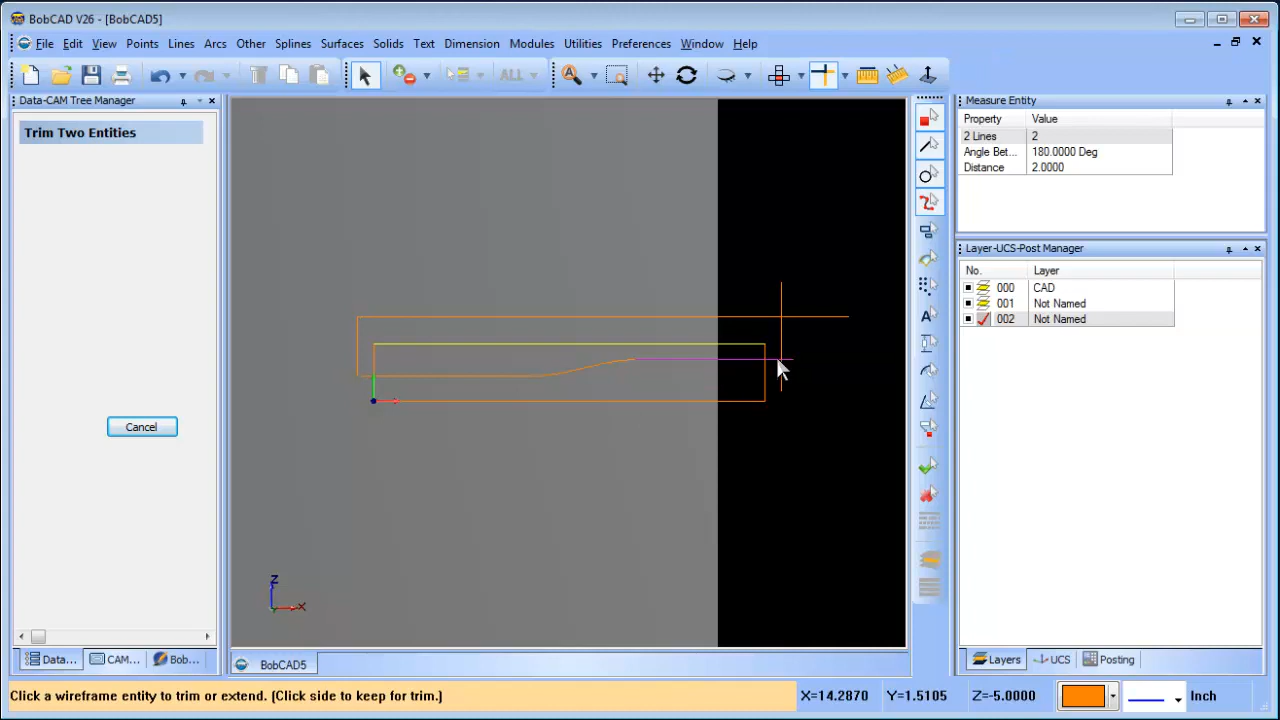 BobCAD V26 - [BobCAD5]
File Edit View Points Lines Arcs Other Splines Surfaces Solids Text Dimension Modules Utilities Preferences Window Help
ALL
Data-CAM Tree Manager
Trim Two Entities
Cancel
Data... CAM... Bob...
Z
X
BobCAD5
A
Measure Entity
Property Value
2 Lines 2
Angle Bet... 180.0000 Deg
Distance 2.0000
Layer-UCS-Post Manager
No. Layer
000 CAD
001 Not Named
002 Not Named
Layers UCS Posting
Click a wireframe entity to trim or extend. (Click side to keep for trim.) X=14.2870 Y=1.5105 Z=-5.0000 Inch